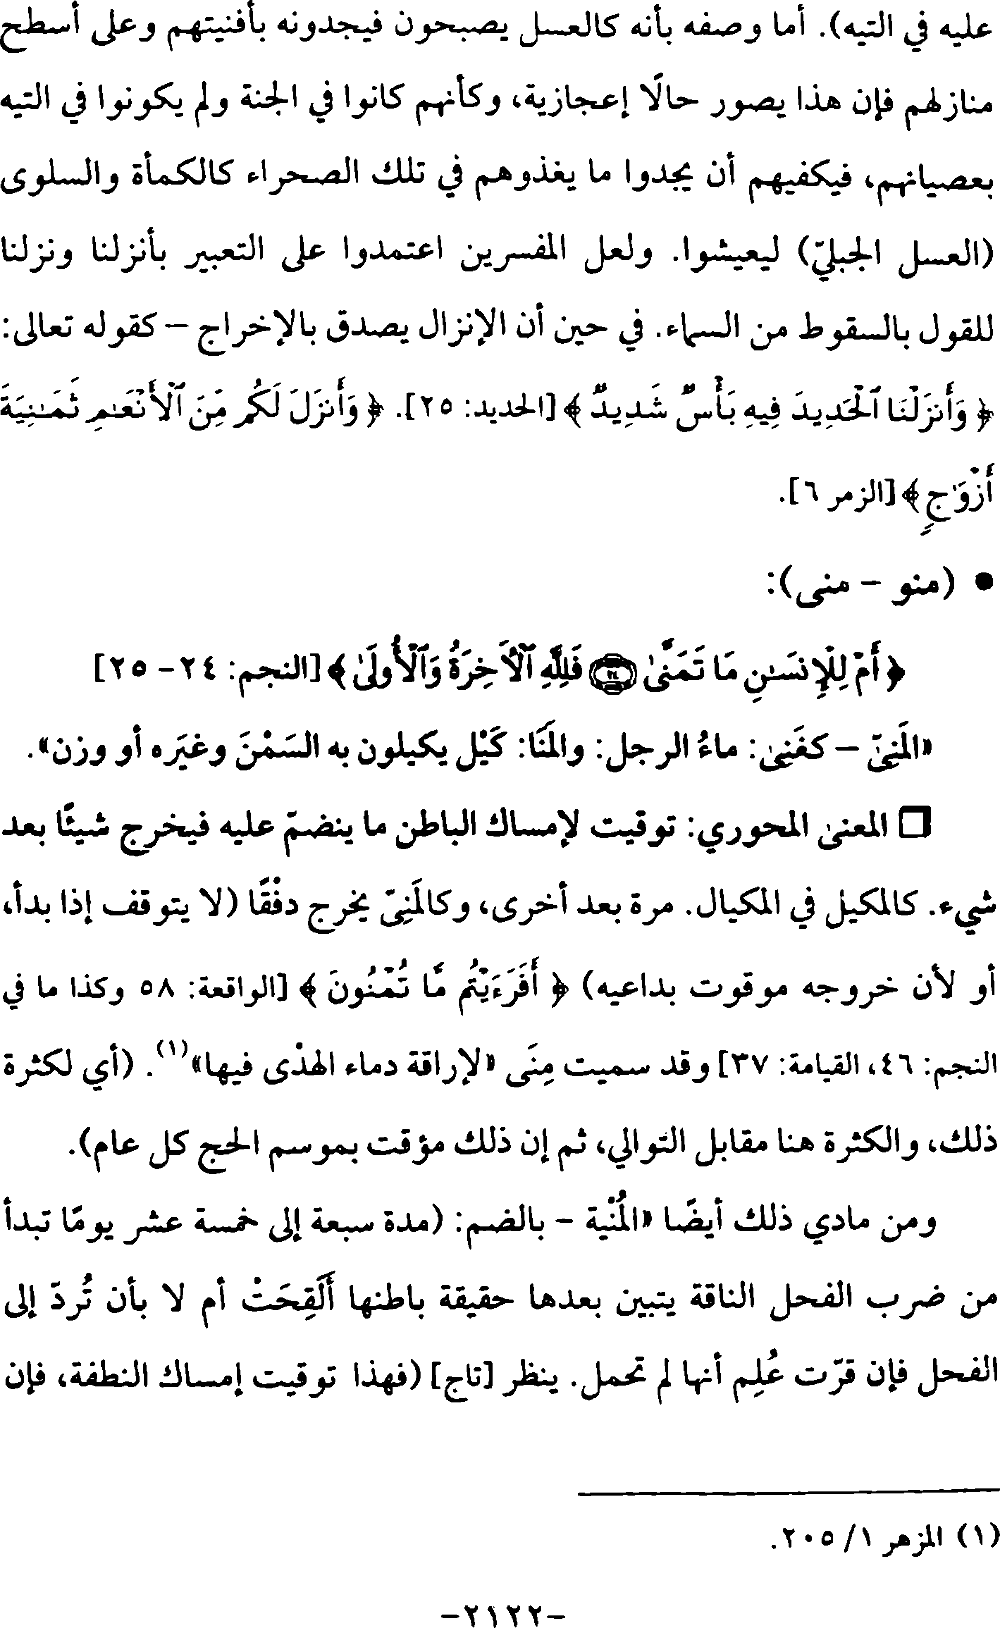 عليه في التيه). أما وصفه بأنه كالعسل يصبحون فيجدونه بأفنيتهم وعلى أسطح
منازلهم فإن هذا يصور حالًا إعجازية، وكأنهم كانوا في الجنة ولم يكونوا في التيه
بعصيانهم، فيكفيهم أن يجدوا ما يغذوهم في تلك الصحراء كالكمأة والسلوى
(العسل الجبليّ) ليعيشوا. ولعل المفسرين اعتمدوا على التعبير بأنزلنا ونزلنا
للقول بالسقوط من السماء. في حين أن الإنزال يصدق بالإخراج – كقوله تعالى:
﴿ وَأَنزَلْنَا ٱلْحَدِيدَ فِيهِ بَأْسٌ شَدِيدٌ ﴾ [الحديد: ٢٥]. ﴿ وَأَنزَلَ لَكُم مِّنَ ٱلْأَنْعَـٰمِ ثَمَـٰنِيَةَ
أَزْوَٰجٍ ﴾ [الزمر ٦].
● (منو – منى):
﴿ أَمْ لِلْإِنسَـٰنِ مَا تَمَنَّىٰ ۝٢٤ فَلِلَّهِ ٱلْـَٔاخِرَةُ وَٱلْأُولَىٰ ﴾ [النجم: ٢٤ – ٢٥]
«المَنِيّ – كغَنِىٰ: ماءُ الرجل: والمَنَا: كَيْل يكيلون به السَمْنَ وغيَره أو وزن».
❏ المعنىٰ المحوري: توقيت لإمساك الباطن ما ينضمّ عليه فيخرج شيئًا بعد
شيء. كالمكيل في المكيال. مرة بعد أخرى، وكالمَنِىّ يخرج دفْقًا (لا يتوقف إذا بدأ،
أو لأن خروجه موقوت بداعيه) ﴿ أَفَرَءَيْتُم مَّا تُمْنُونَ ﴾ [الواقعة: ٥٨ وكذا ما في
النجم: ٤٦، القيامة: ٣٧] وقد سميت مِنَى «لإراقة دماء الهدْى فيها»(١). (أي لكثرة
ذلك، والكثرة هنا مقابل التوالي، ثم إن ذلك مؤقت بموسم الحج كل عام).
ومن مادي ذلك أيضًا «المُنْية – بالضم: (مدة سبعة إلى خمسة عشر يومًا تبدأ
من ضرب الفحل الناقة يتبين بعدها حقيقة باطنها أَلَقِحَتْ أم لا بأن تُردّ إلى
الفحل فإن قرّت عُلِم أنها لم تحمل. ينظر [تاج] (فهذا توقيت إمساك النطفة، فإن
(١) المزهر ١/ ٢٠٥.
–٢١٢٢–